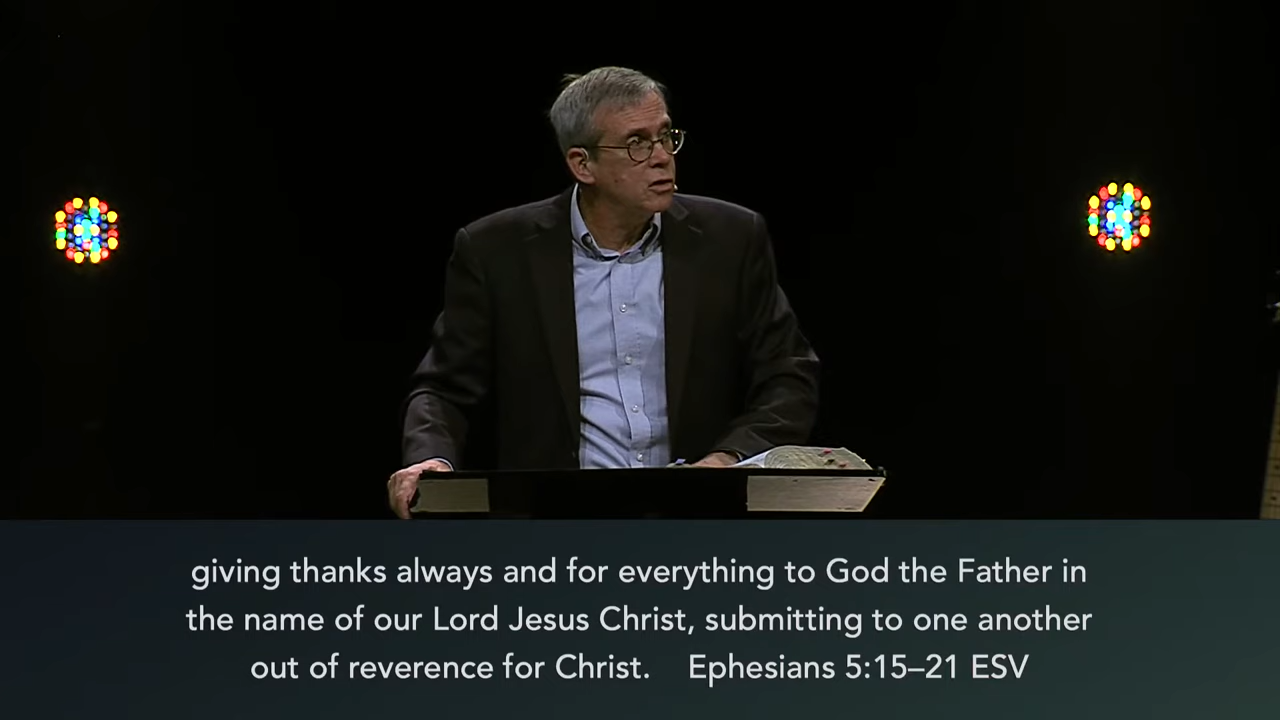 giving thanks always and for everything to God the Father in
the name of our Lord Jesus Christ, submitting to one another
out of reverence for Christ. Ephesians 5:15–21 ESV